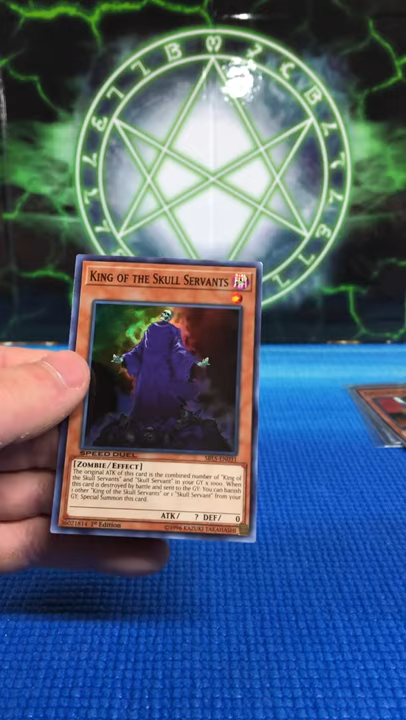 KING OF THE SKULL SERVANTS
SPEED DUEL
SBLS-EN031
[ZOMBIE/EFFECT]
The original ATK of this card is the combined number of "King of
the Skull Servants" and "Skull Servant" in your GY x 1000. When
this card is destroyed by battle and sent to the GY: You can banish
1 other "King of the Skull Servants" or 1 "Skull Servant" from your
GY; Special Summon this card.
ATK/ ? DEF/ 0
36021814 1st Edition
©1996 KAZUKI TAKAHASHI